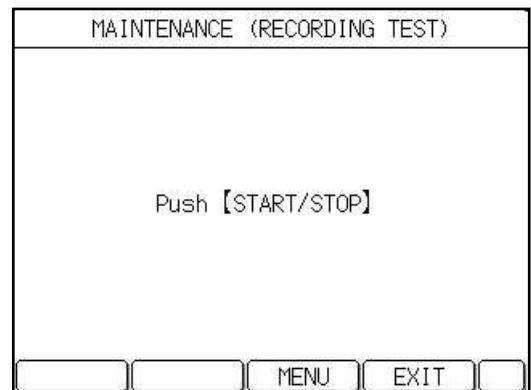 MAINTENANCE (RECORDING TEST)
Push【START/STOP】
MENU EXIT